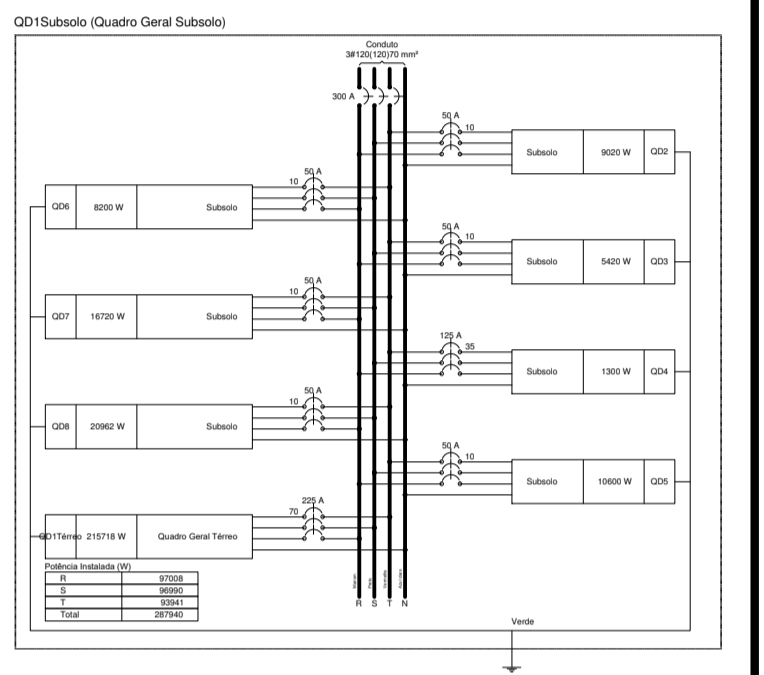 QD1Subsolo (Quadro Geral Subsolo)
Conduto
3#120(120)70 mm²
300 A
50 A
10
Subsolo 9020 W QD2
50 A
10
QD6 8200 W Subsolo
50 A
10
Subsolo 5420 W QD3
50 A
10
QD7 16720 W Subsolo
125 A
35
Subsolo 1300 W QD4
50 A
10
QD8 20962 W Subsolo
50 A
10
Subsolo 10600 W QD5
225 A
70
QD1Térreo 215718 W Quadro Geral Térreo
Potência Instalada (W)
R 97008
S 96990
T 93941
Total 287940
R S T N
Verde